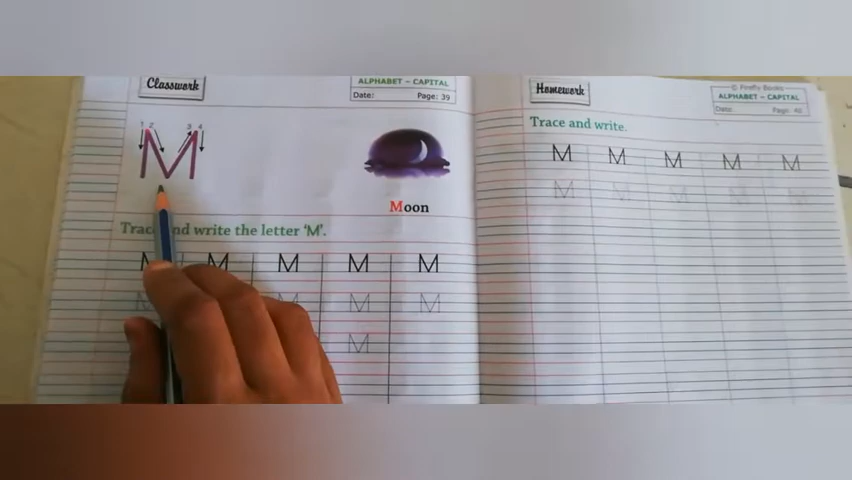 Classwork
ALPHABET – CAPITAL
Date: Page: 39
1 2 3 4
M
Moon
and write the letter 'M'.
M M M M
M M M
M
Homework
© Firefly Books
ALPHABET – CAPITAL
Date: Page: 40
Trace and write.
M M M M M
M M M M M